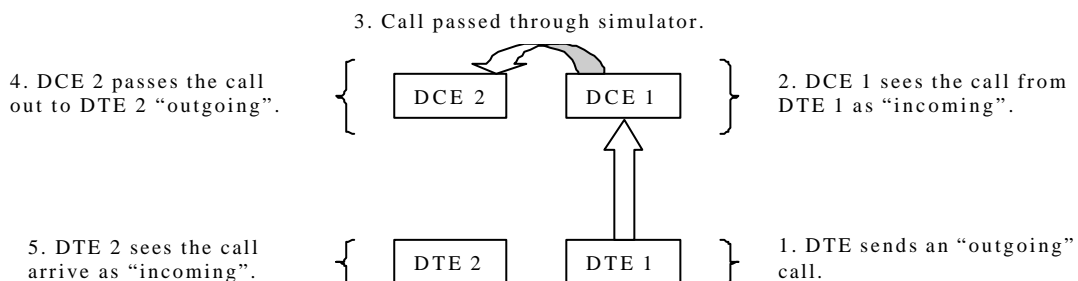 3. Call passed through simulator.
4. DCE 2 passes the call
out to DTE 2 “outgoing”.
DCE 2
DCE 1
2. DCE 1 sees the call from
DTE 1 as “incoming”.
5. DTE 2 sees the call
arrive as “incoming”.
DTE 2
DTE 1
1. DTE sends an “outgoing”
call.